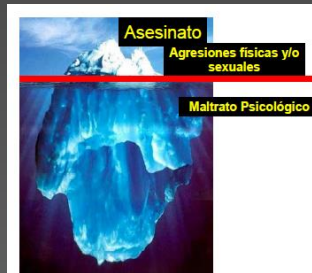 Asesinato
Agresiones físicas y/o
sexuales
Maltrato Psicológico